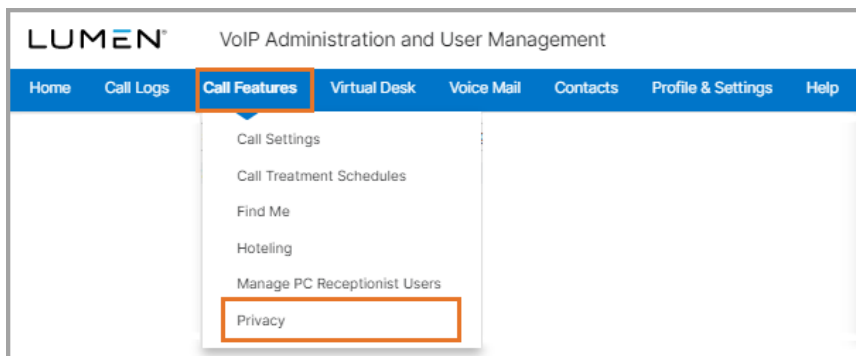 LUMEN® VoIP Administration and User Management
Home Call Logs Call Features Virtual Desk Voice Mail Contacts Profile & Settings Help
Call Settings
Call Treatment Schedules
Find Me
Hoteling
Manage PC Receptionist Users
Privacy